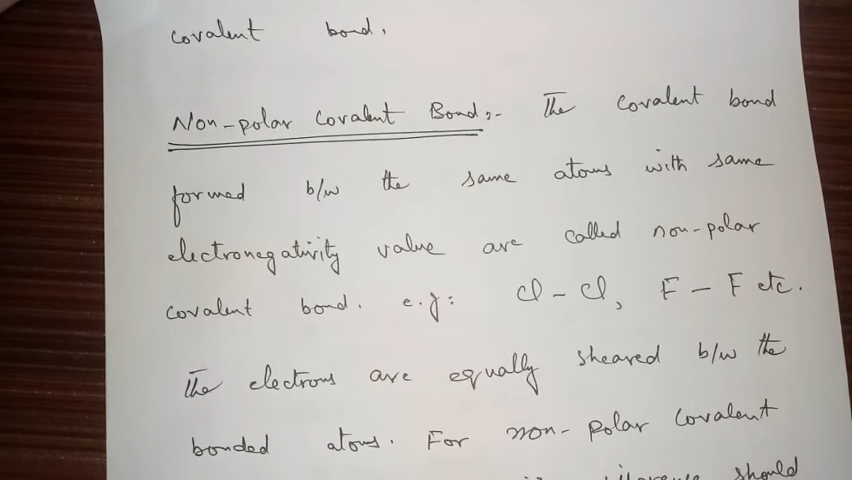 covalent bond.
Non-polar Covalent Bond:- The covalent bond
formed b/w the same atoms with same
electronegativity value are called non-polar
covalent bond. e.g: Cl - Cl, F - F etc.
The electrons are equally sheared b/w the
bonded atoms. For non-polar covalent
should